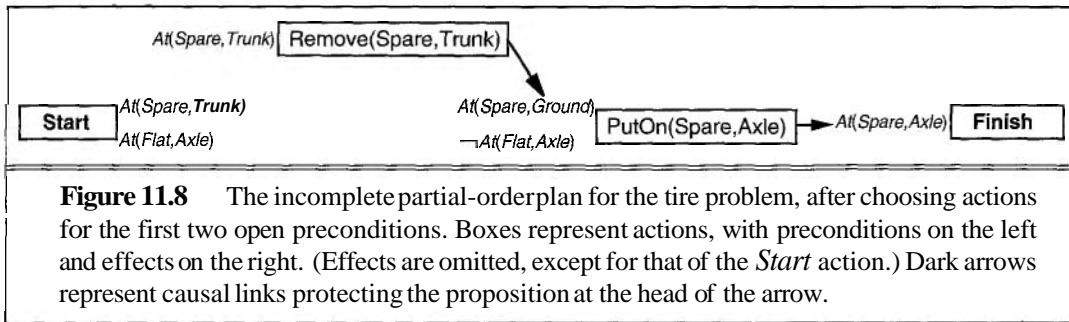 At(Spare,Trunk) Remove(Spare,Trunk)
Start
At(Spare,Trunk)
At(Flat,Axle)
At(Spare,Ground)
¬At(Flat,Axle)
PutOn(Spare,Axle)
At(Spare,Axle)
Finish
Figure 11.8 The incomplete partial-order plan for the tire problem, after choosing actions
for the first two open preconditions. Boxes represent actions, with preconditions on the left
and effects on the right. (Effects are omitted, except for that of the Start action.) Dark arrows
represent causal links protecting the proposition at the head of the arrow.